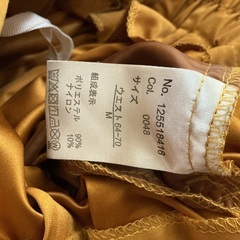 No. 125518416
Col. 0048
サイズ
ウエスト64-70
M
組成表示
ポリエステル 90%
ナイロン 10%